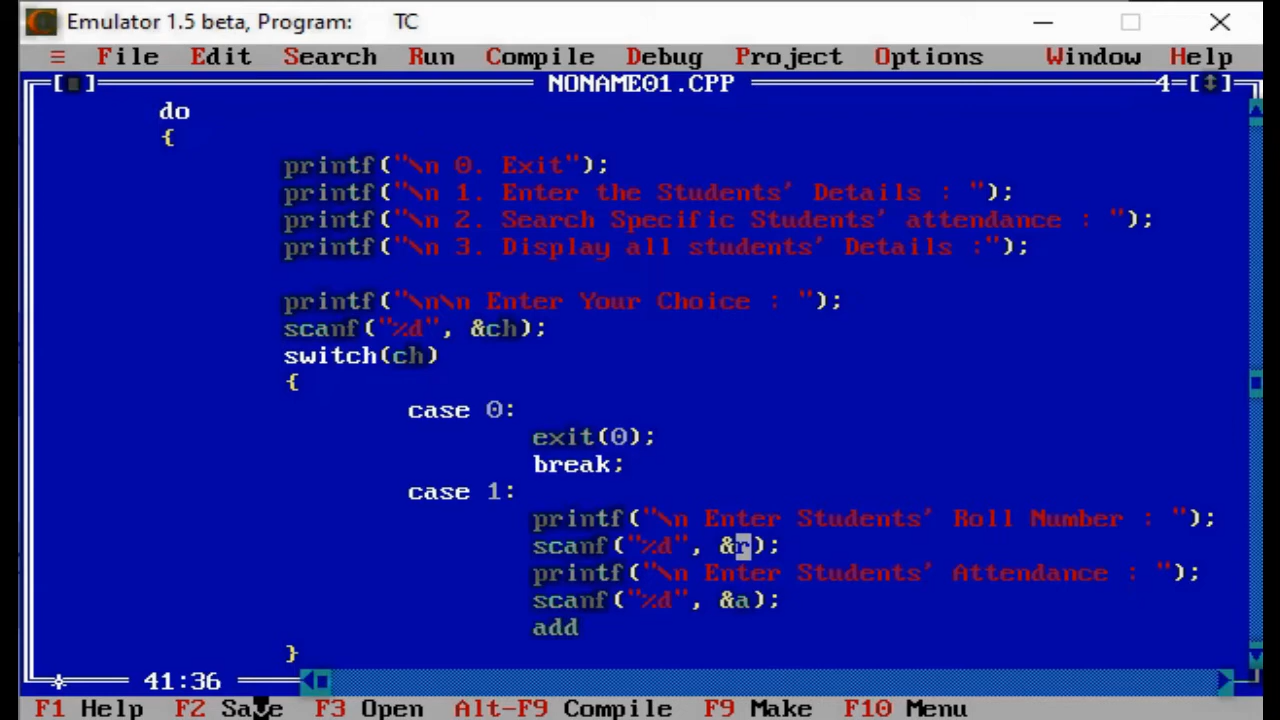 Emulator 1.5 beta, Program: TC
≡ File Edit Search Run Compile Debug Project Options Window Help
[■] NONAME01.CPP 4=[↕]
do
{
printf("\n 0. Exit");
printf("\n 1. Enter the Students' Details : ");
printf("\n 2. Search Specific Students' attendance : ");
printf("\n 3. Display all students' Details :");
printf("\n\n Enter Your Choice : ");
scanf("%d", &ch);
switch(ch)
{
case 0:
exit(0);
break;
case 1:
printf("\n Enter Students' Roll Number : ");
scanf("%d", &r);
printf("\n Enter Students' Attendance : ");
scanf("%d", &a);
add
}
41:36
F1 Help F2 Save F3 Open Alt-F9 Compile F9 Make F10 Menu